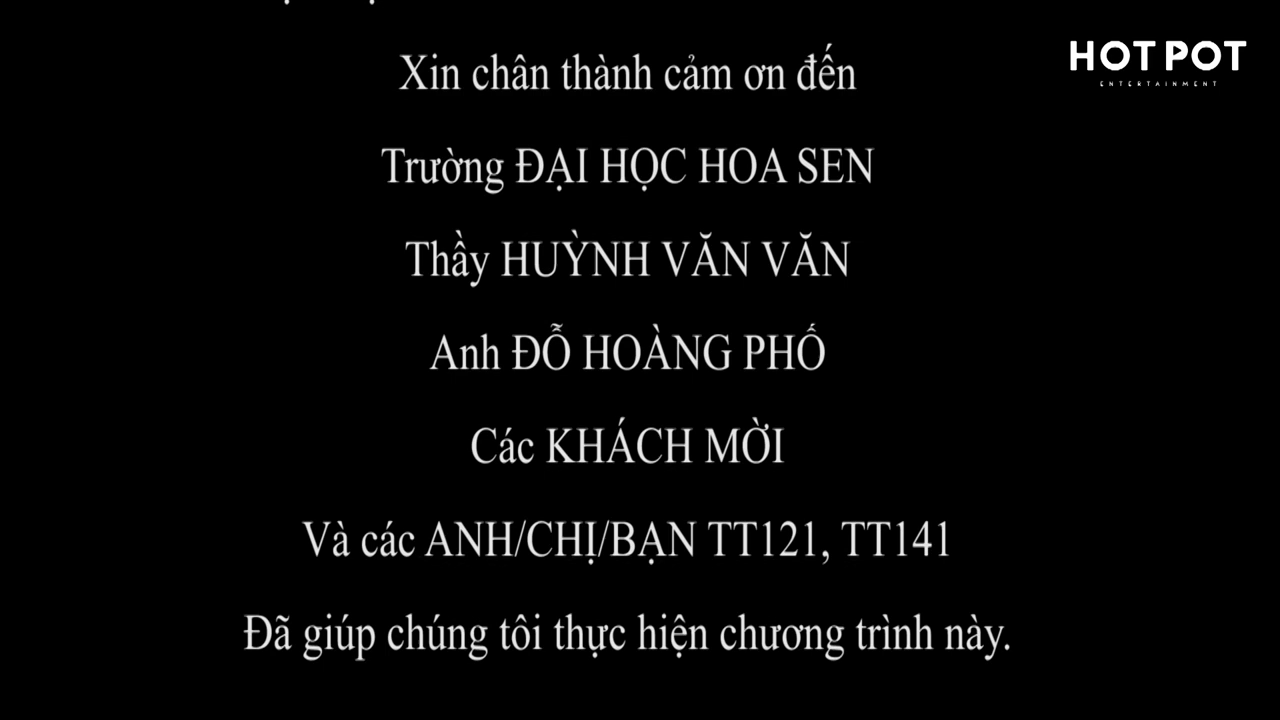 Xin chân thành cảm ơn đến
HOT POT
ENTERTAINMENT
Trường ĐẠI HỌC HOA SEN
Thầy HUỲNH VĂN VĂN
Anh ĐỖ HOÀNG PHỐ
Các KHÁCH MỜI
Và các ANH/CHỊ/BẠN TT121, TT141
Đã giúp chúng tôi thực hiện chương trình này.